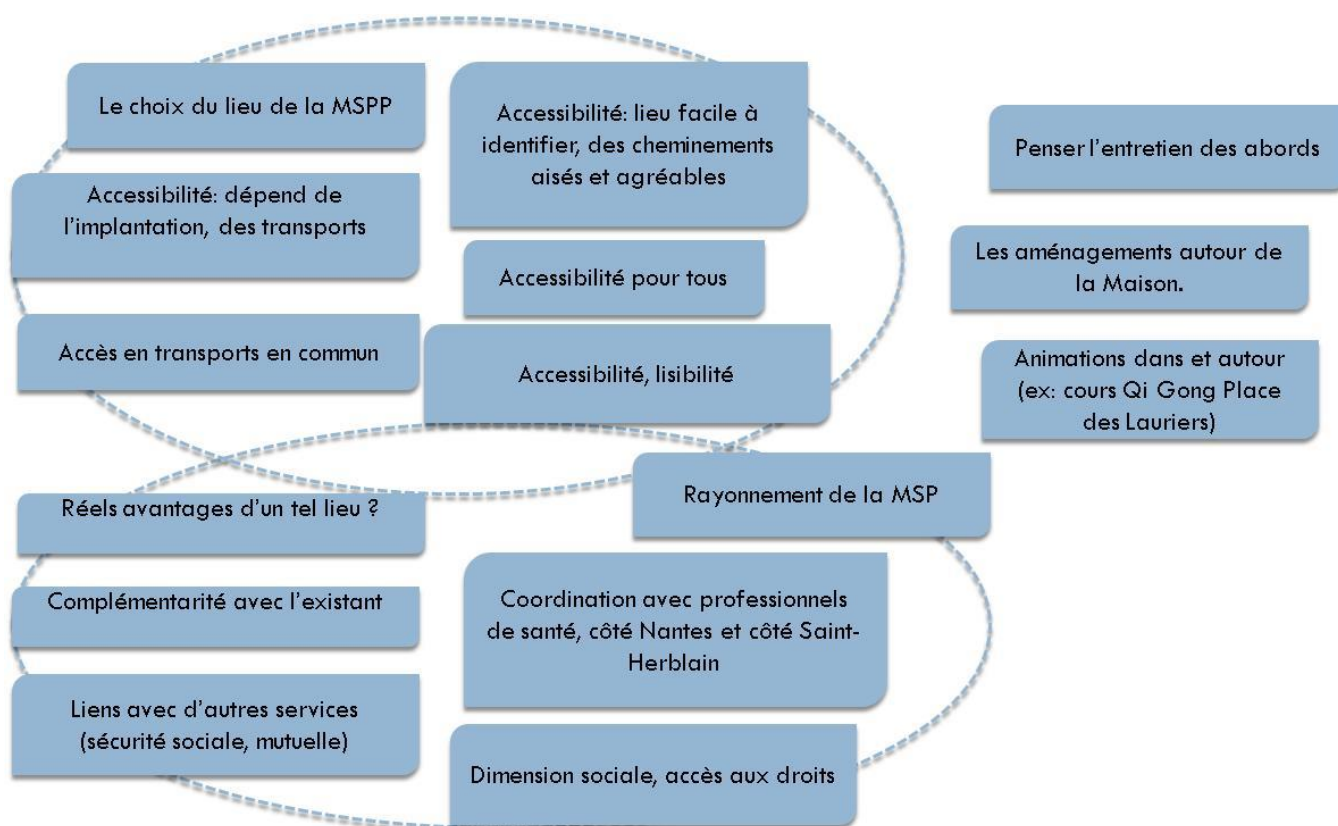 Le choix du lieu de la MSPP
Accessibilité: lieu facile à
identifier, des cheminements
aisés et agréables
Penser l'entretien des abords
Accessibilité: dépend de
l'implantation, des transports
Accessibilité pour tous
Les aménagements autour de
la Maison.
Accès en transports en commun
Accessibilité, lisibilité
Animations dans et autour
(ex: cours Qi Gong Place
des Lauriers)
Réels avantages d'un tel lieu ?
Rayonnement de la MSP
Complémentarité avec l'existant
Coordination avec professionnels
de santé, côté Nantes et côté Saint-
Herblain
Liens avec d'autres services
(sécurité sociale, mutuelle)
Dimension sociale, accès aux droits